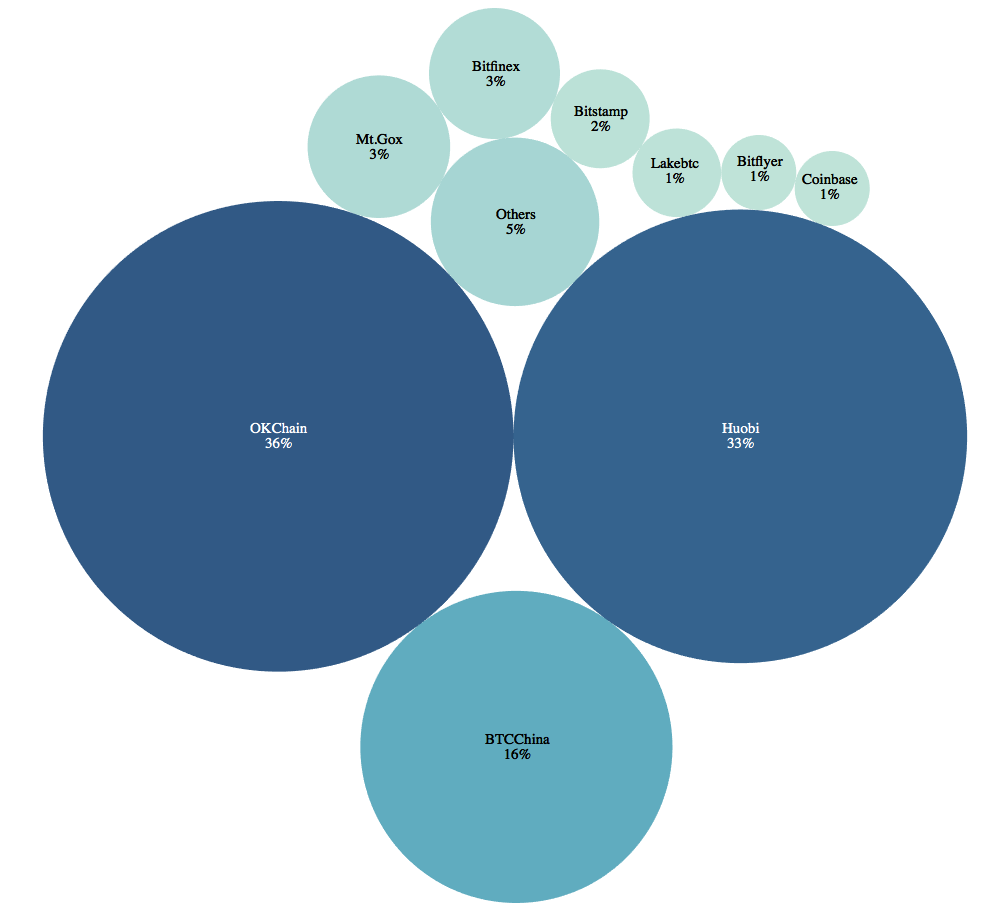 Bitfinex
3%
Bitstamp
2%
Mt.Gox
3%
Lakebtc
1%
Bitflyer
1%
Coinbase
1%
Others
5%
OKChain
36%
Huobi
33%
BTCChina
16%